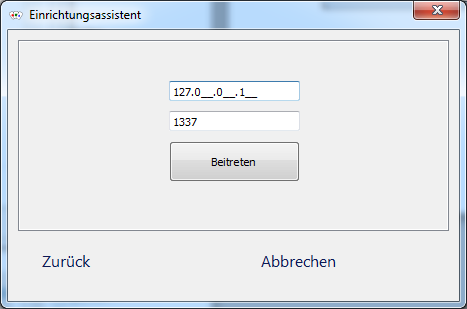 Einrichtungsassistent
127.0__.0__.1__
1337
Beitreten
Zurück Abbrechen